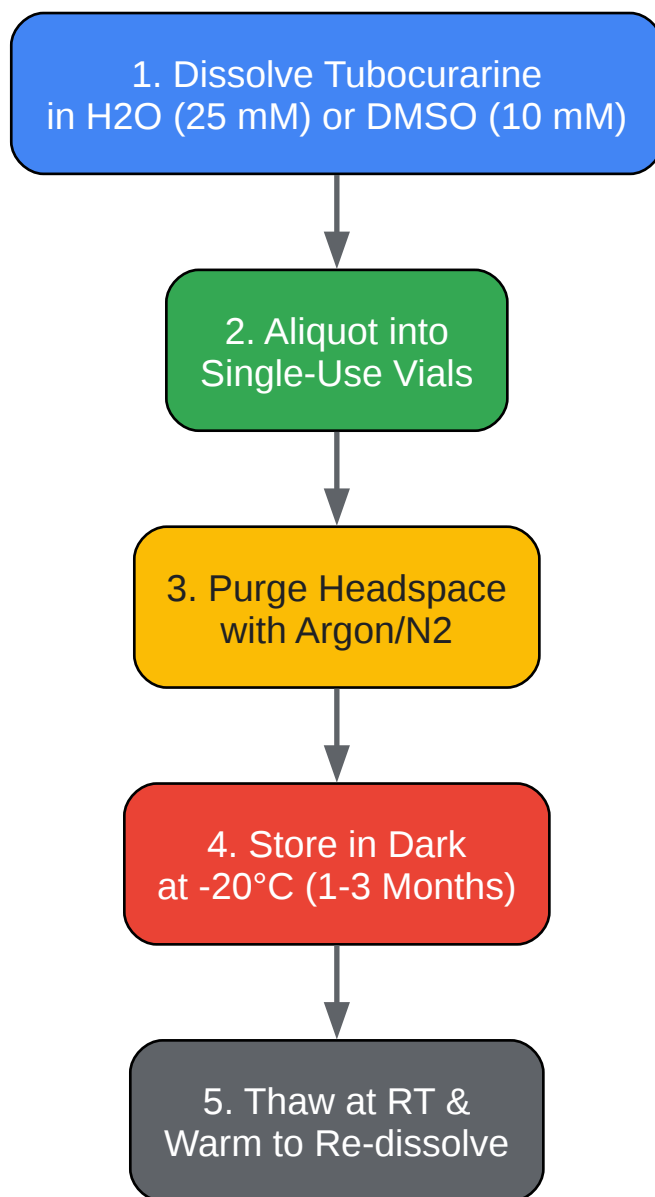 1. Dissolve Tubocurarine
in H2O (25 mM) or DMSO (10 mM)
2. Aliquot into
Single-Use Vials
3. Purge Headspace
with Argon/N2
4. Store in Dark
at -20°C (1-3 Months)
5. Thaw at RT &
Warm to Re-dissolve